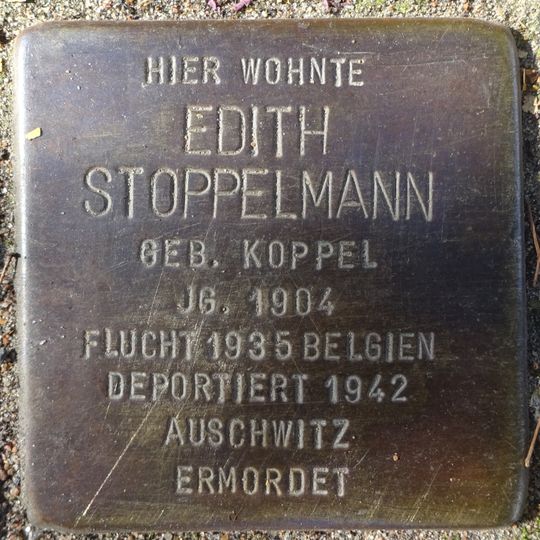 HIER WOHNTE
EDITH
STOPPELMANN
GEB. KOPPEL
JG. 1904
FLUCHT 1935 BELGIEN
DEPORTIERT 1942
AUSCHWITZ
ERMORDET